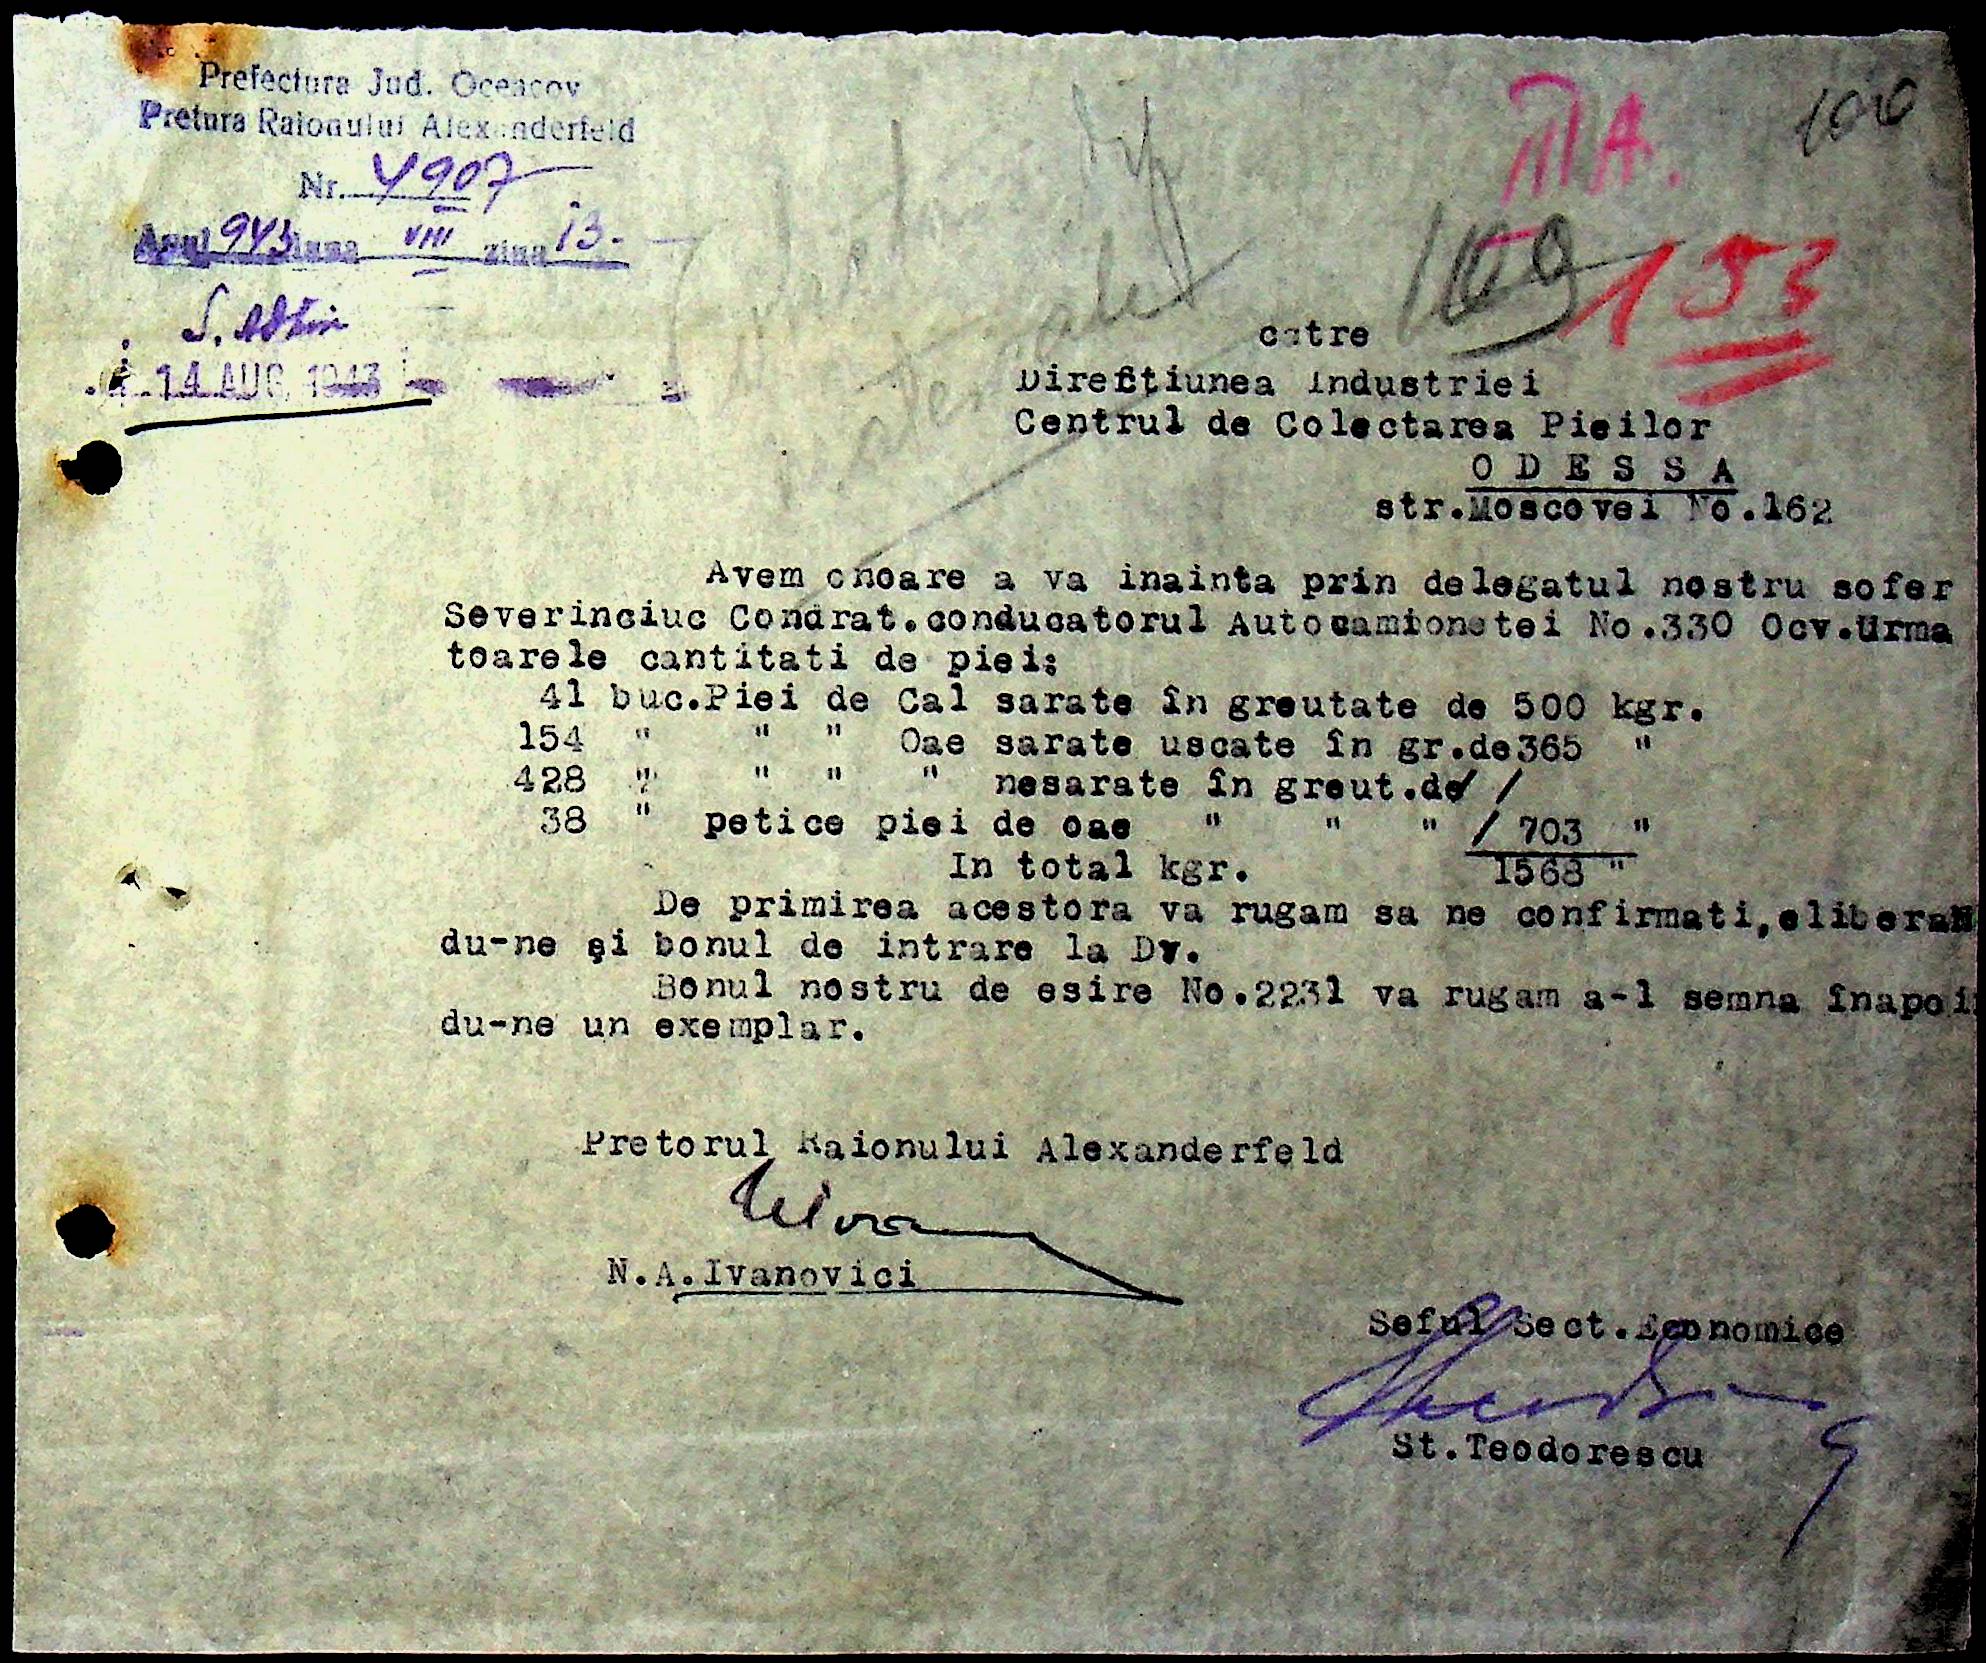 Prefectura Jud. Oceacov
Pretura Raionului Alexanderfeld
Nr. 4907
Anul 943 luna VIII ziua 13.
14 AUG. 1943
III A.
100
109
153
catre
Direcțiunea Industriei
Centrul de Colectarea Pieilor
ODESSA
str.Moscovei No.162
Avem onoare a va inainta prin delegatul nostru sofer
Severinciuc Condrat.conducatorul Autocamionetei No.330 Ocv.Urma
toarele cantitati de piei:
41 buc.Piei de Cal sarate în greutate de 500 kgr.
154 " " " Oae sarate uscate în gr.de365 "
428 " " " " nesarate în greut.de /
38 " petice piei de oae " " " / 703 "
In total kgr. 1568 "
De primirea acestora va rugam sa ne confirmati,eliberaN
du-ne și bonul de intrare la Dv.
Bonul nostru de esire No.2231 va rugam a-l semna înapoi
du-ne un exemplar.
Pretorul Raionului Alexanderfeld
N.A.Ivanovici
Seful Sect.Economice
St.Teodorescu